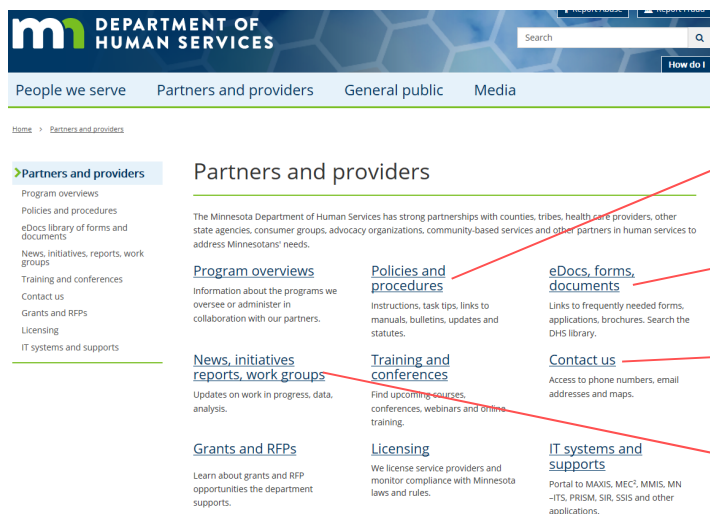 Report Abuse
Report Fraud
DEPARTMENT OF
HUMAN SERVICES
Search
How do I
People we serve
Partners and providers
General public
Media
Home
Partners and providers
Partners and providers
Program overviews
Policies and procedures
eDocs library of forms and
documents
News, initiatives, reports, work
groups
Training and conferences
Contact us
Grants and RFPs
Licensing
IT systems and supports
Partners and providers
The Minnesota Department of Human Services has strong partnerships with counties, tribes, health care providers, other
state agencies, consumer groups, advocacy organizations, community-based services and other partners in human services to
address Minnesotans' needs.
Program overviews
Information about the programs we
oversee or administer in
collaboration with our partners.
Policies and
procedures
Instructions, task tips, links to
manuals, bulletins, updates and
statutes.
eDocs, forms,
documents
Links to frequently needed forms,
applications, brochures. Search the
DHS library.
News, initiatives
reports, work groups
Updates on work in progress, data,
analysis.
Training and
conferences
Find upcoming courses,
conferences, webinars and online
training.
Contact us
Access to phone numbers, email
addresses and maps.
Grants and RFPs
Learn about grants and RFP
opportunities the department
supports.
Licensing
We license service providers and
monitor compliance with Minnesota
laws and rules.
IT systems and
supports
Portal to MAXIS, MEC², MMIS, MN
–ITS, PRISM, SIR, SSIS and other
applications.